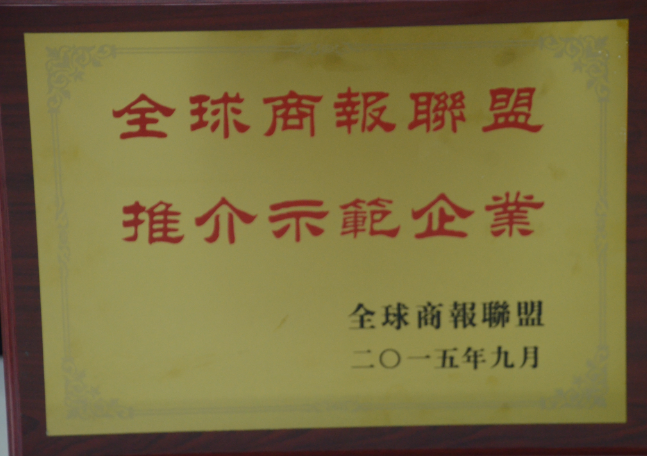 全球商報聯盟
推介示範企業
全球商報聯盟
二〇一五年九月